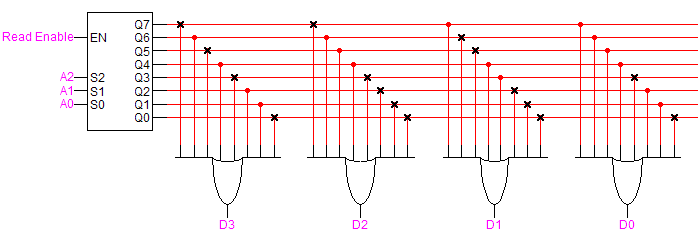 Q7
Read Enable EN Q6
Q5
Q4
A2 S2 Q3
A1 S1 Q2
A0 S0 Q1
Q0
D3 D2 D1 D0